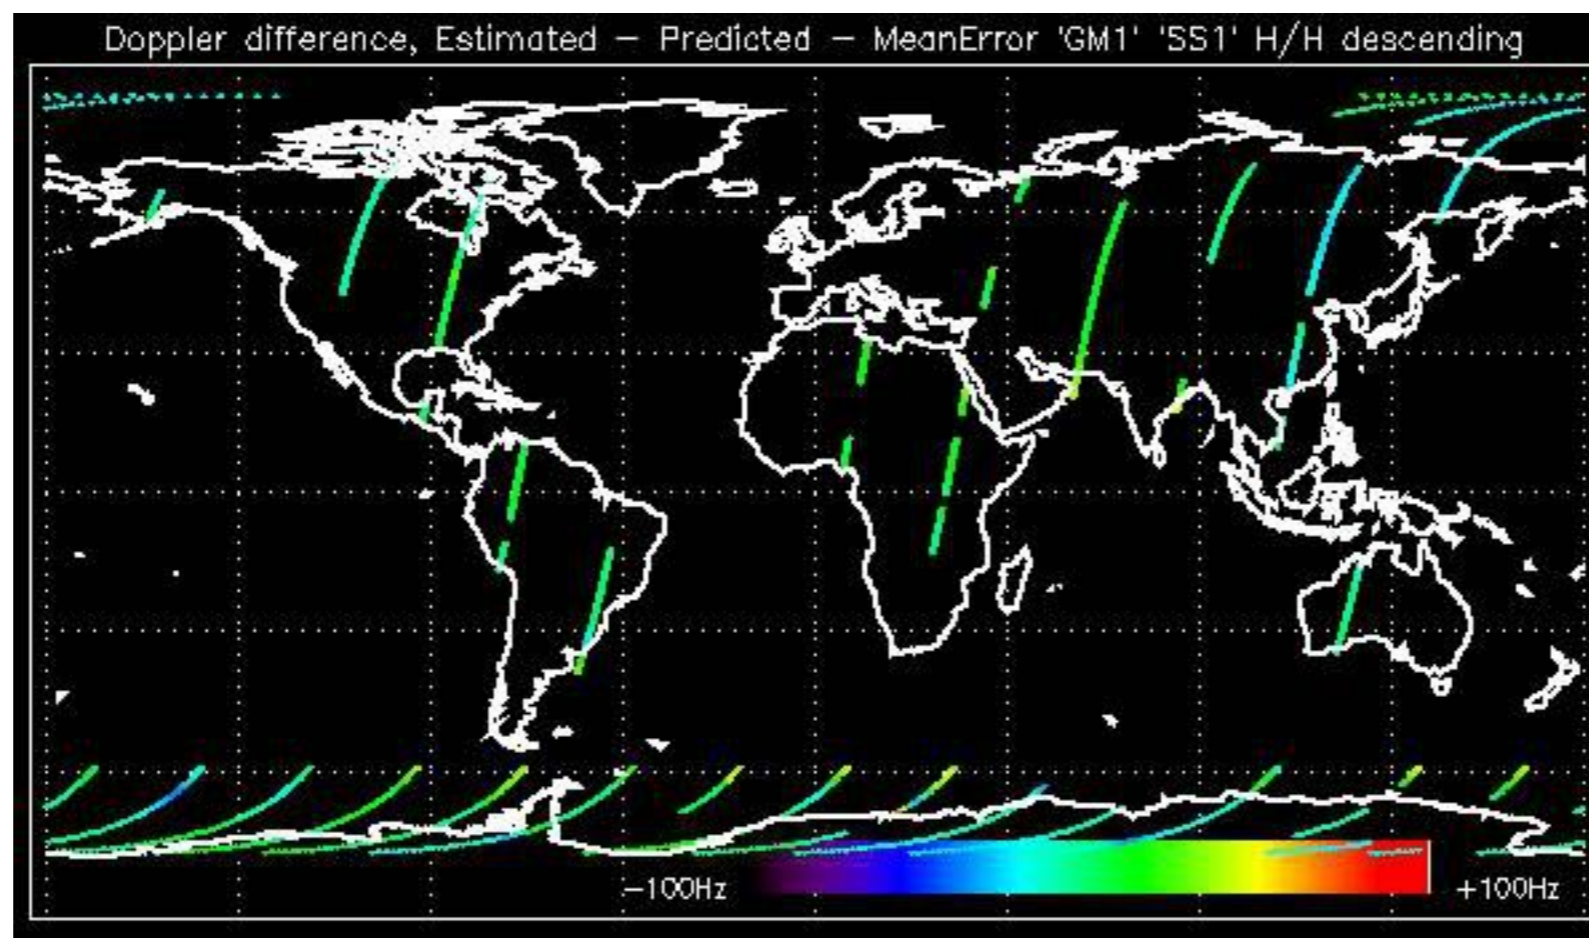 Doppler difference, Estimated − Predicted − MeanError 'GM1' 'SS1' H/H descending
−100Hz +100Hz